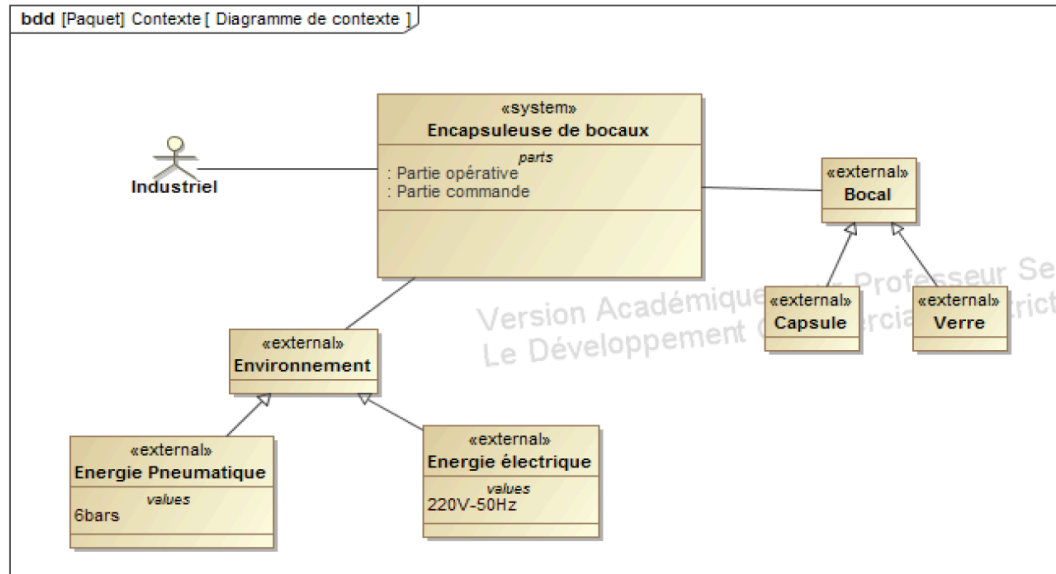 bdd [Paquet] Contexte [ Diagramme de contexte ]
«system»
Encapsuleuse de bocaux
parts
: Partie opérative
: Partie commande
Industriel
«external»
Bocal
«external»
Capsule
«external»
Verre
Version Académique Professeur Se
Le Développement
«external»
Environnement
«external»
Energie Pneumatique
values
6bars
«external»
Energie électrique
values
220V-50Hz